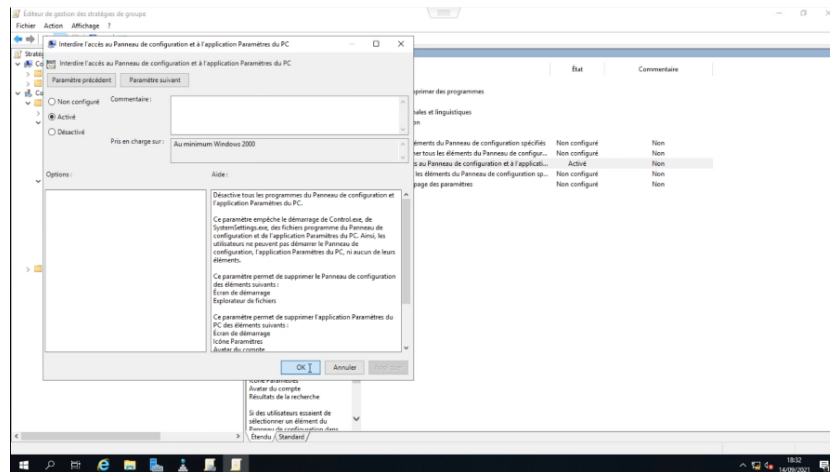 Éditeur de gestion des stratégies de groupe
Fichier Action Affichage ?
Interdire l'accès au Panneau de configuration et à l'application Paramètres du PC
Interdire l'accès au Panneau de configuration et à l'application Paramètres du PC
Paramètre précédent Paramètre suivant
Non configuré Commentaire :
Activé
Désactivé
Pris en charge sur : Au minimum Windows 2000
Options : Aide :
Désactive tous les programmes du Panneau de configuration et
l'application Paramètres du PC.
Ce paramètre empêche le démarrage de Control.exe, de
SystemSettings.exe, des fichiers programme du Panneau de
configuration et de l'application Paramètres du PC. Ainsi, les
utilisateurs ne peuvent pas démarrer le Panneau de
configuration, l'application Paramètres du PC, ni aucun de leurs
éléments.
Ce paramètre permet de supprimer le Panneau de configuration
des éléments suivants :
Écran de démarrage
Explorateur de fichiers
Ce paramètre permet de supprimer l'application Paramètres du
PC des éléments suivants :
Écran de démarrage
Icône Paramètres
Avatar du compte
OK Annuler
État Commentaire
primer des programmes
nales et linguistiques
on
éments du Panneau de configuration spécifiés Non configuré Non
er tous les éléments du Panneau de configur... Non configuré Non
s au Panneau de configuration et à l'applicati... Activé Non
les éléments du Panneau de configuration sp... Non configuré Non
page des paramètres Non configuré Non
Icône Paramètres
Avatar du compte
Résultats de la recherche
Si des utilisateurs essaient de
sélectionner un élément du
Panneau de configuration dans
Étendu Standard
18:32
14/09/2021